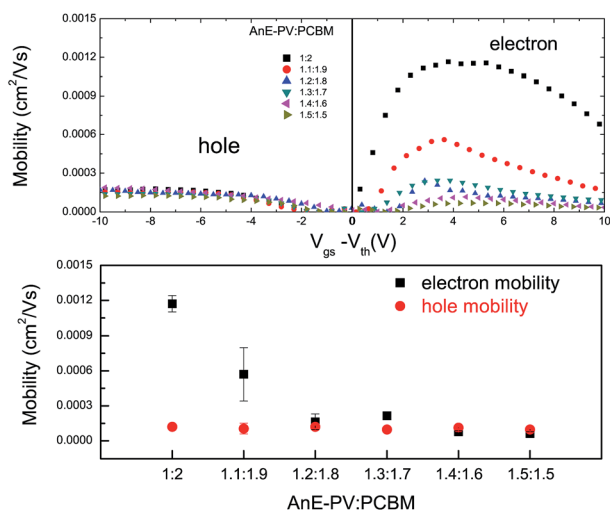 AnE-PV:PCBM
1:2
1.1:1.9
1.2:1.8
1.3:1.7
1.4:1.6
1.5:1.5
hole
electron
Mobility (cm²/Vs)
0.0015
0.0012
0.0009
0.0006
0.0003
0.0000
-10 -8 -6 -4 -2 0 0 2 4 6 8 10
V_gs -V_th(V)
electron mobility
hole mobility
Mobility (cm²/Vs)
0.0015
0.0012
0.0009
0.0006
0.0003
0.0000
1:2 1.1:1.9 1.2:1.8 1.3:1.7 1.4:1.6 1.5:1.5
AnE-PV:PCBM